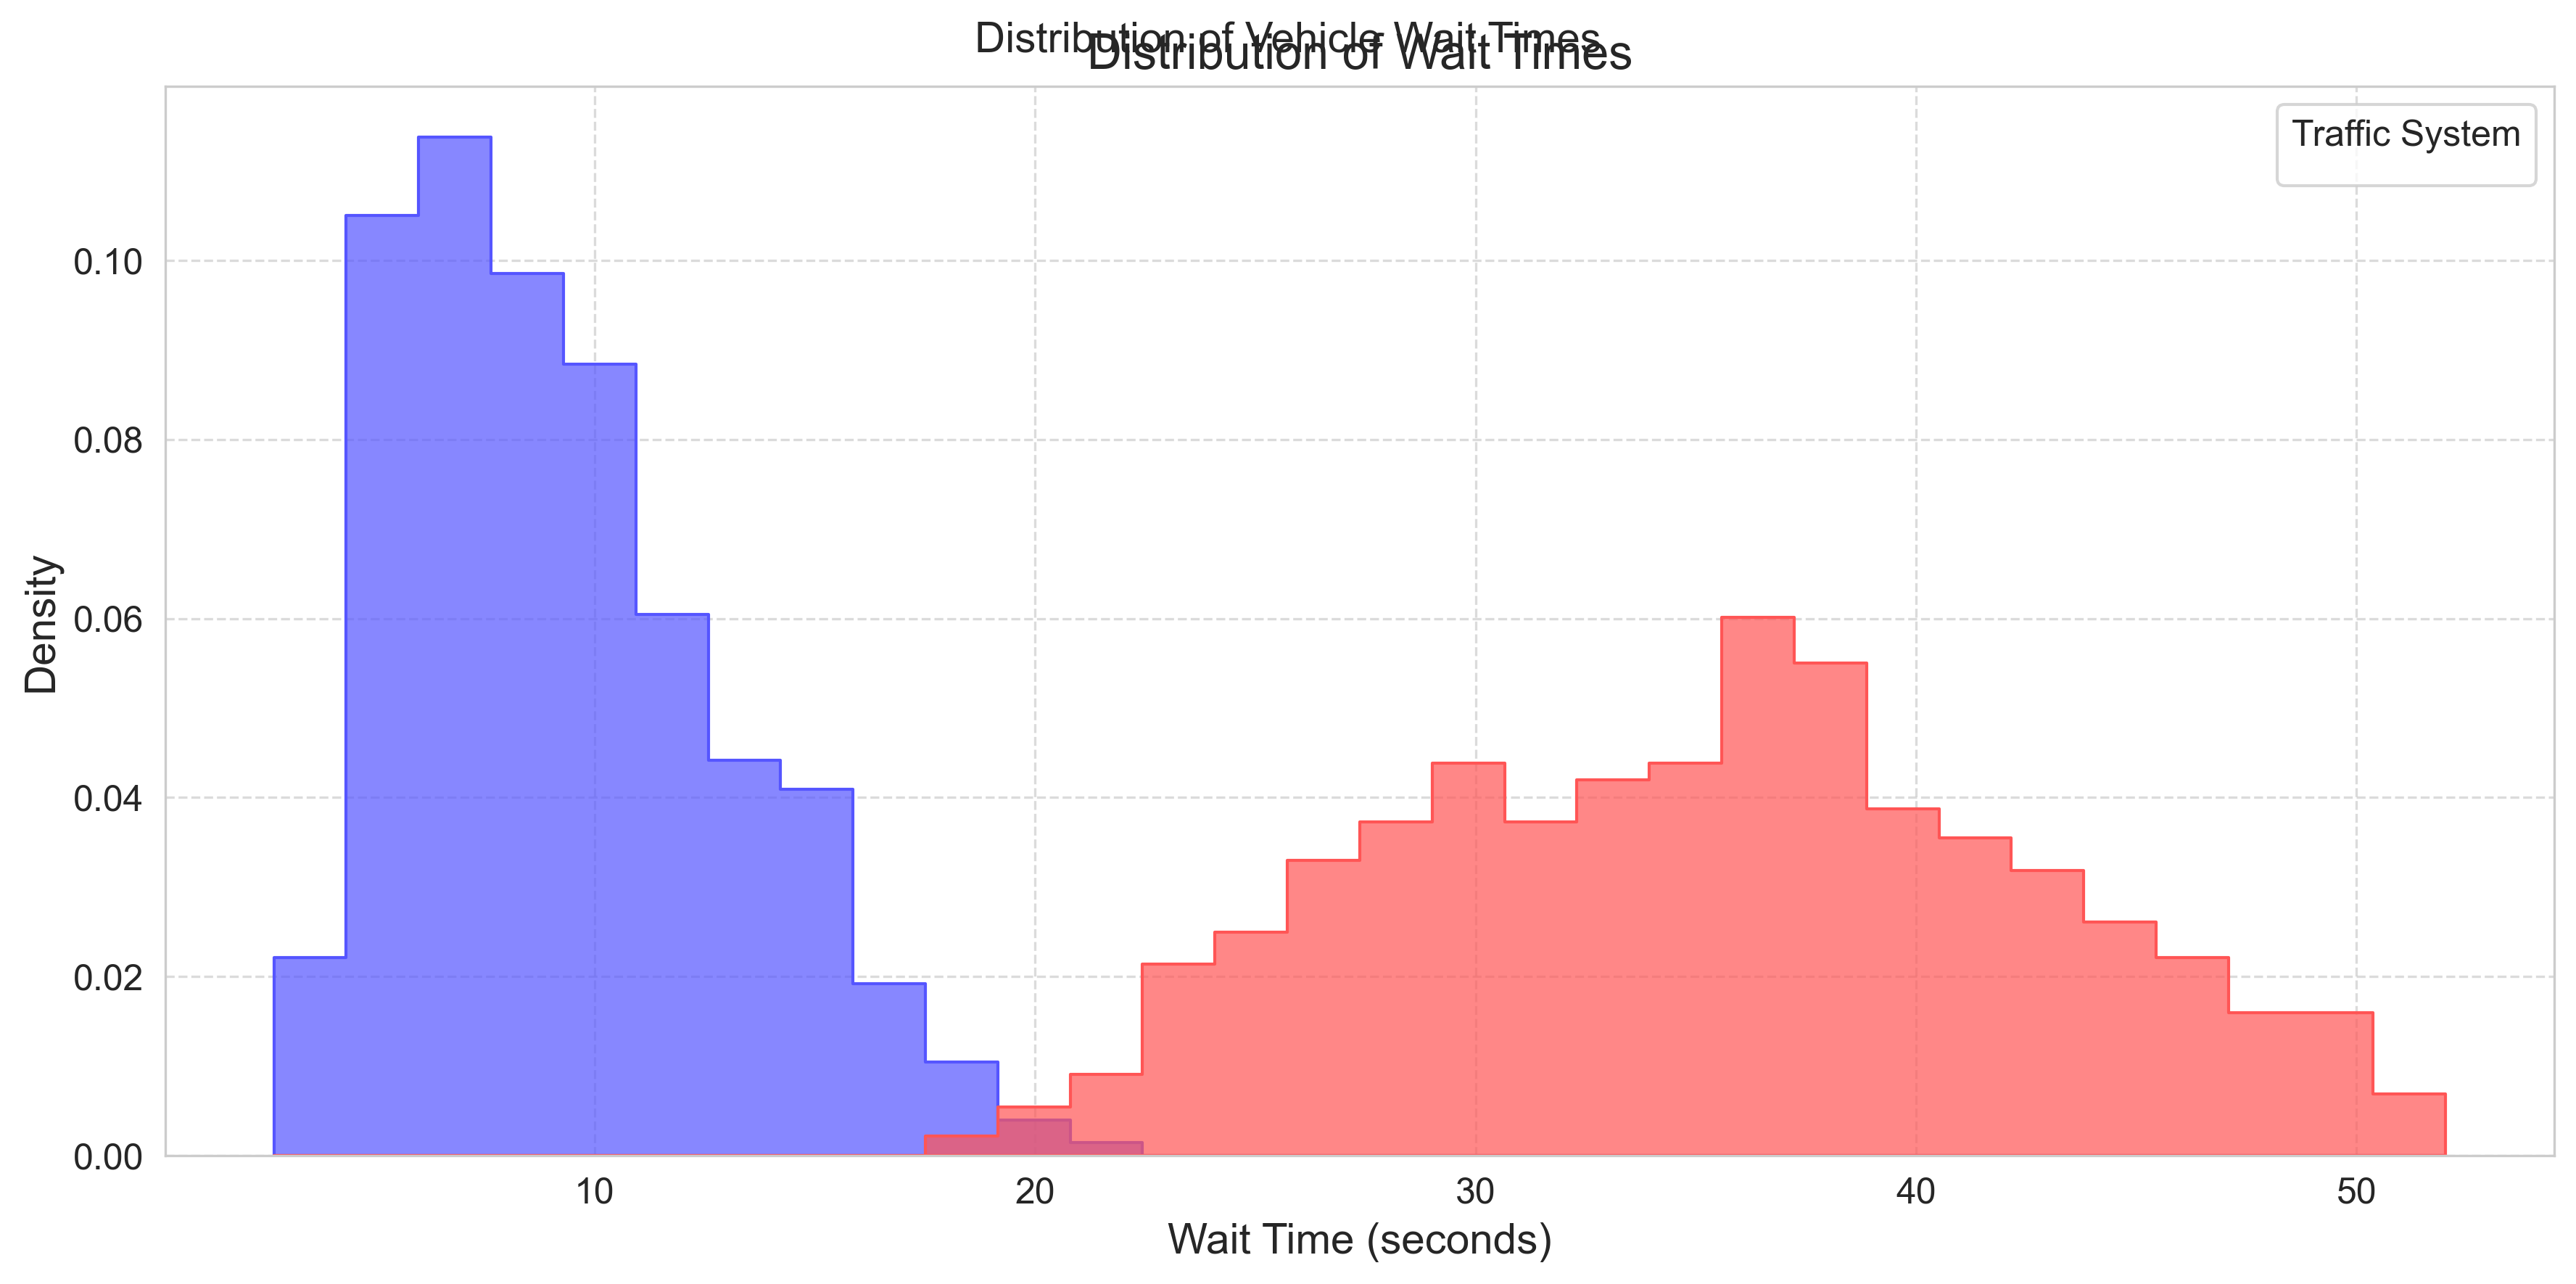 Distribution of Vehicle Wait Times
Distribution of Wait Times
Traffic System
Density
0.10
0.08
0.06
0.04
0.02
0.00
10
20
30
40
50
Wait Time (seconds)